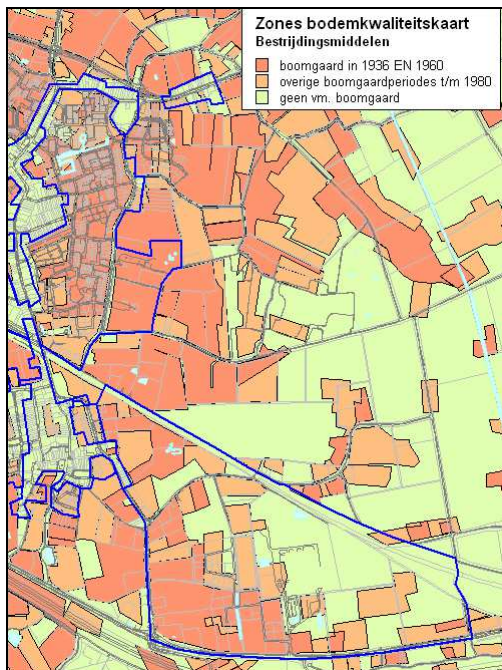 Zones bodemkwaliteitskaart
Bestrijdingsmiddelen
boomgaard in 1936 EN 1960
overige boomgaardperiodes t/m 1980
geen vm. boomgaard